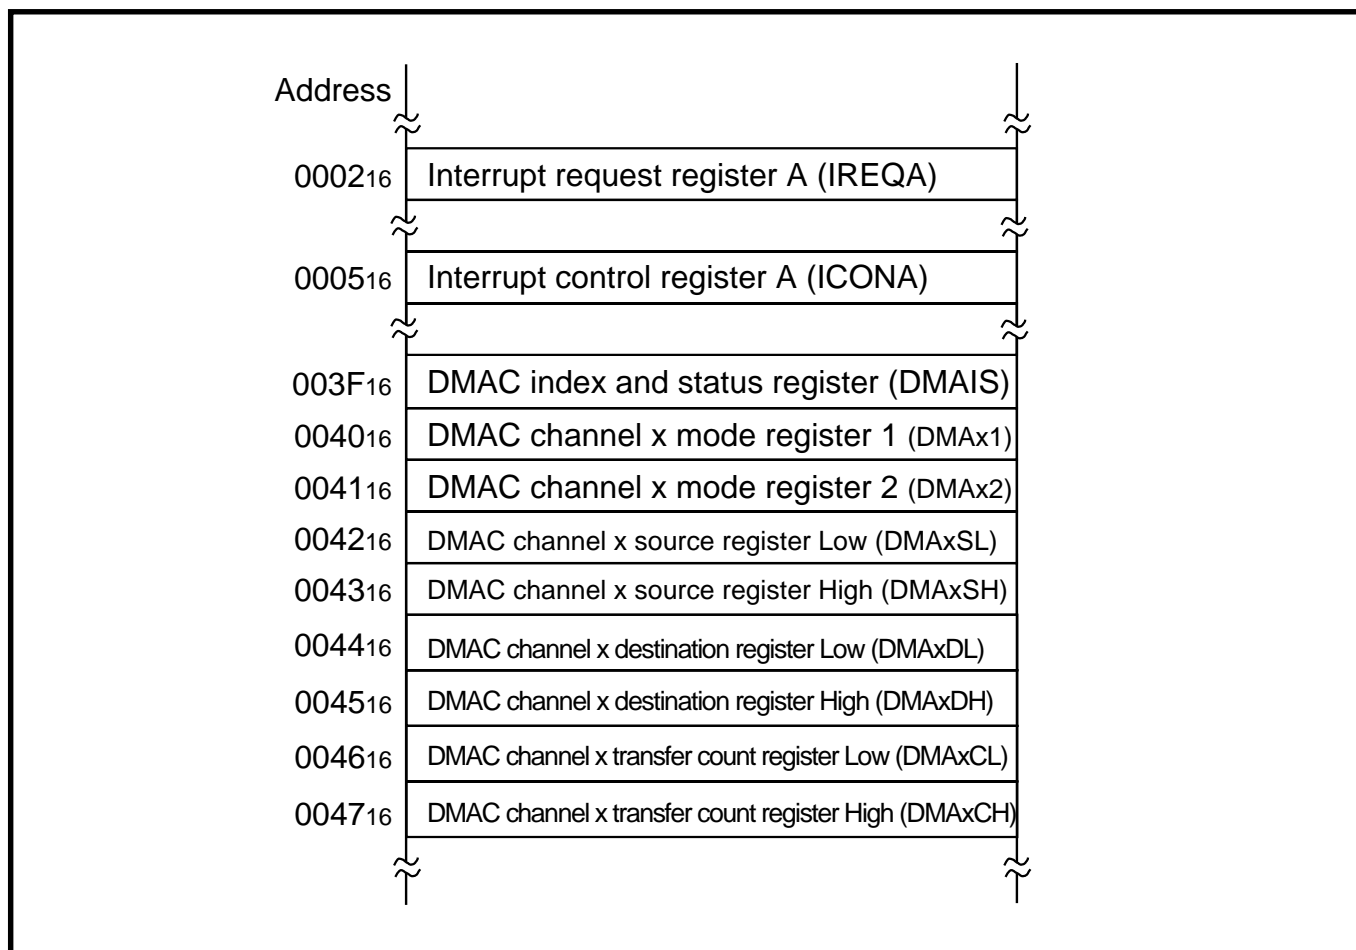 Address
0002₁₆ Interrupt request register A (IREQA)
0005₁₆ Interrupt control register A (ICONA)
003F₁₆ DMAC index and status register (DMAIS)
0040₁₆ DMAC channel x mode register 1 (DMAx1)
0041₁₆ DMAC channel x mode register 2 (DMAx2)
0042₁₆ DMAC channel x source register Low (DMAxSL)
0043₁₆ DMAC channel x source register High (DMAxSH)
0044₁₆ DMAC channel x destination register Low (DMAxDL)
0045₁₆ DMAC channel x destination register High (DMAxDH)
0046₁₆ DMAC channel x transfer count register Low (DMAxCL)
0047₁₆ DMAC channel x transfer count register High (DMAxCH)